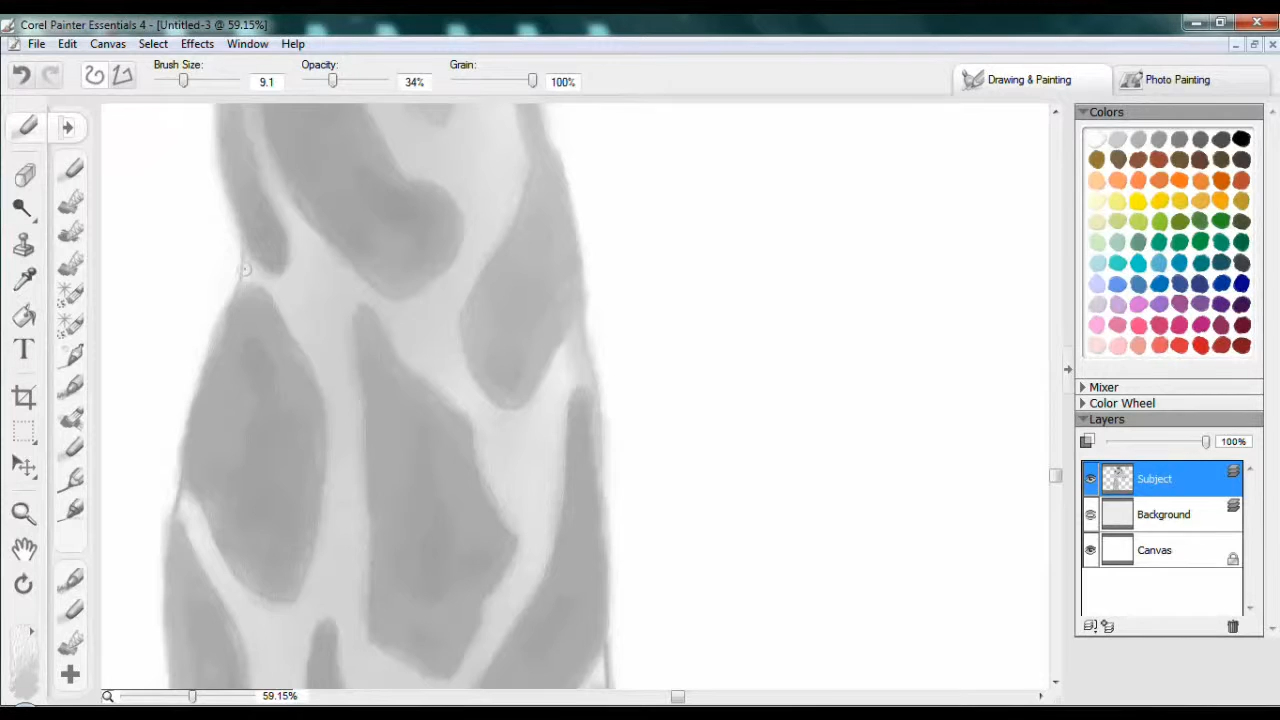 Corel Painter Essentials 4 - [Untitled-3 @ 59.15%]
File Edit Canvas Select Effects Window Help
Brush Size: 9.1 Opacity: 34% Grain: 100% Drawing & Painting Photo Painting
Colors
Mixer
Color Wheel
Layers
100%
Subject
Background
Canvas
T
59.15%